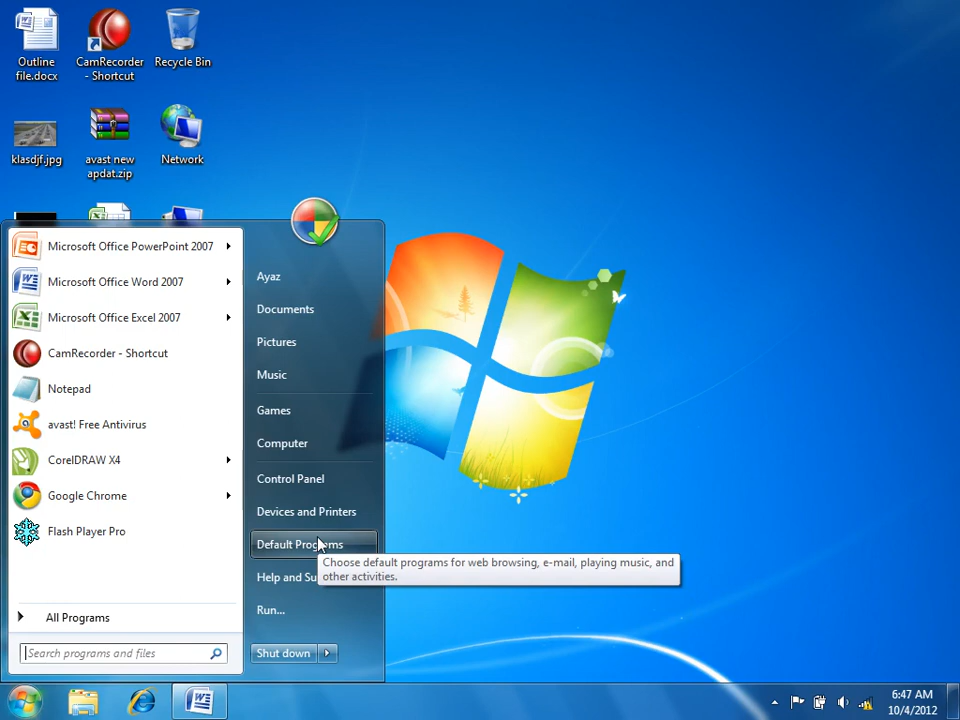 Outline
file.docx
CamRecorder
- Shortcut
Recycle Bin
klasdjf.jpg
avast new
apdat.zip
Network
Microsoft Office PowerPoint 2007
Microsoft Office Word 2007
Microsoft Office Excel 2007
CamRecorder - Shortcut
Notepad
avast! Free Antivirus
CorelDRAW X4
Google Chrome
Flash Player Pro
All Programs
Search programs and files
Ayaz
Documents
Pictures
Music
Games
Computer
Control Panel
Devices and Printers
Default Programs
Choose default programs for web browsing, e-mail, playing music, and
other activities.
Help and Su
Run...
Shut down
6:47 AM
10/4/2012